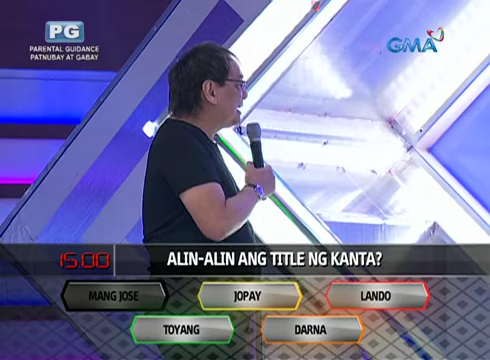 PG
PARENTAL GUIDANCE
PATNUBAY AT GABAY
GMA
15.00
ALIN-ALIN ANG TITLE NG KANTA?
MANG JOSE
JOPAY
LANDO
TOYANG
DARNA